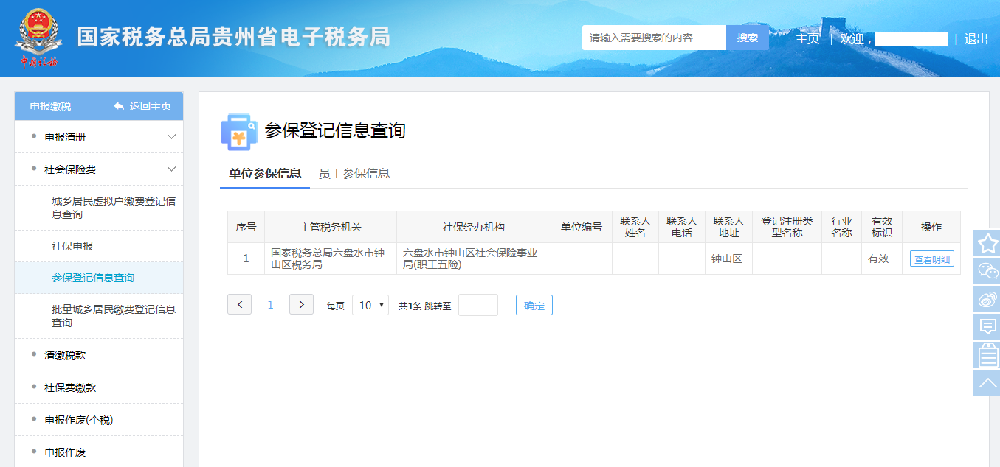 国家税务总局贵州省电子税务局
请输入需要搜索的内容
搜索
主页 | 欢迎, | 退出
中国税务
申报缴税
返回主页
申报清册
社会保险费
城乡居民虚拟户缴费登记信
息查询
社保申报
参保登记信息查询
批量城乡居民缴费登记信息
查询
清缴税款
社保费缴款
申报作废(个税)
申报作废
参保登记信息查询
单位参保信息 员工参保信息
序号 主管税务机关 社保经办机构 单位编号 联系人 联系人 联系人 登记注册类 行业 有效 操作
姓名 电话 地址 型名称 名称 标识
1 国家税务总局六盘水市钟 六盘水市钟山区社会保险事业 钟山区 有效 查看明细
山区税务局 局(职工五险)
1 每页 10 共1条 跳转至 确定